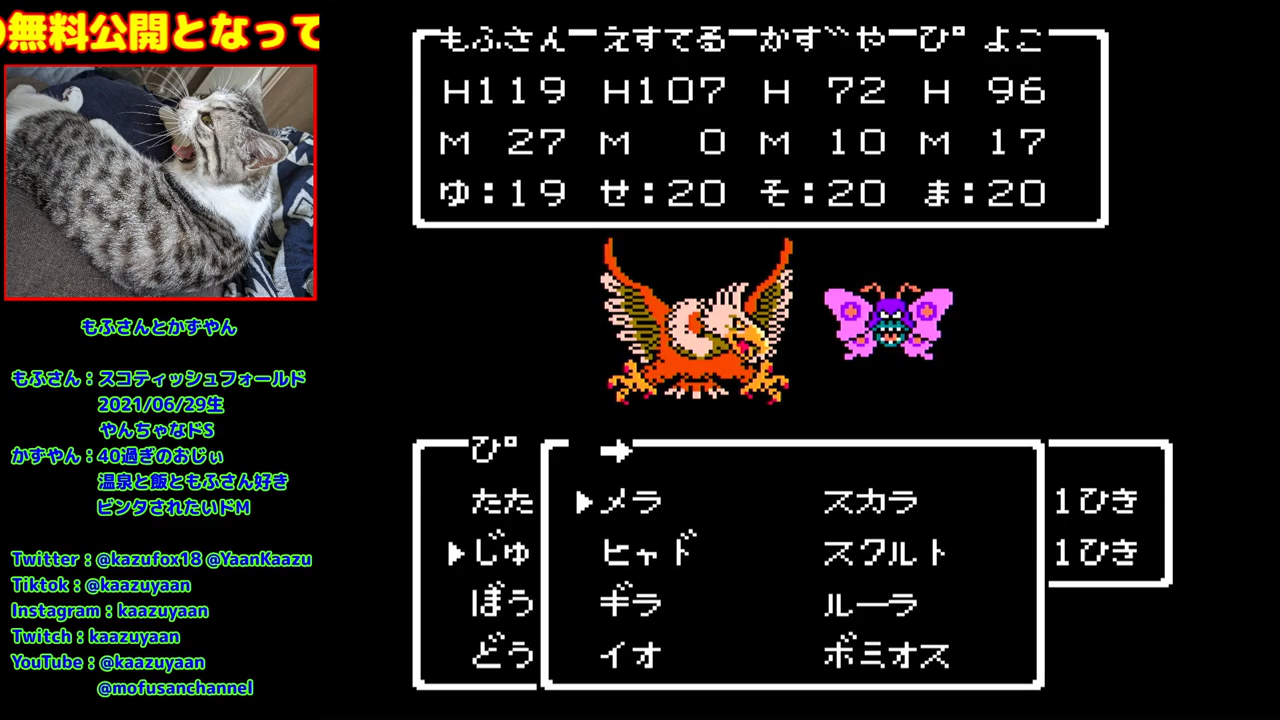 の無料公開となって
もふさんとかずやん
もふさん：スコティッシュフォールド
2021/06/29生
やんちゃなドS
かずやん：40過ぎのおじぃ
温泉と飯ともふさん好き
ビンタされたいドM
Twitter：@kazufox18 @YaanKaazu
Tiktok：@kaazuyaan
Instagram：kaazuyaan
Twitch：kaazuyaan
YouTube：@kaazuyaan
@mofusanchannel
もふさん えすてる かずや ぴよこ
H119 H107 H 72 H 96
M 27 M 0 M 10 M 17
ゆ:19 せ:20 そ:20 ま:20
ぴ
たた
じゅ
ぼう
どう
メラ スカラ
ヒャド スクルト
ギラ ルーラ
イオ ボミオス
1ひき
1ひき